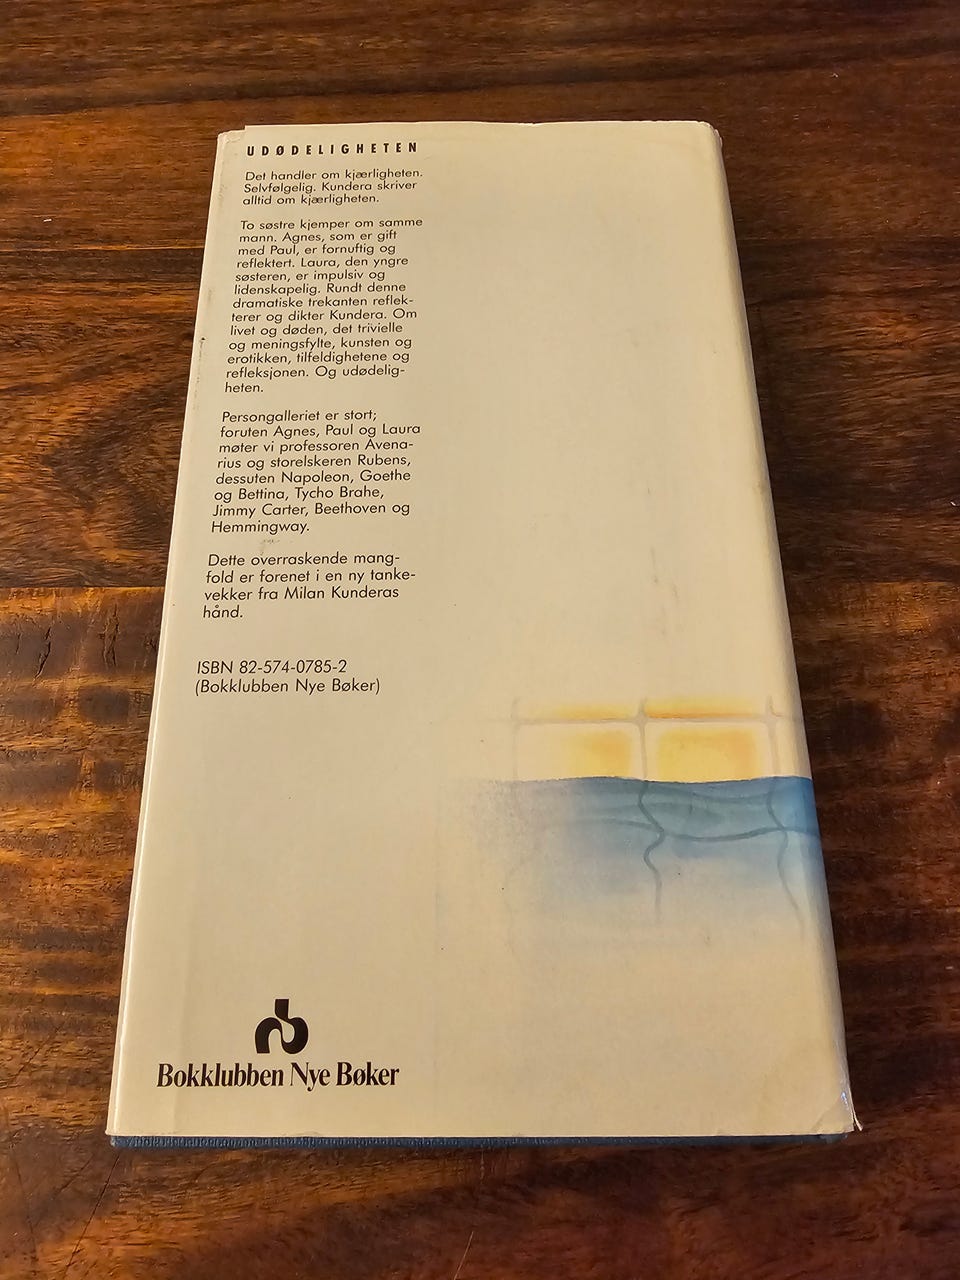 UDØDELIGHETEN
Det handler om kjærligheten.
Selvfølgelig. Kundera skriver
alltid om kjærligheten.
To søstre kjemper om samme
mann. Agnes, som er gift
med Paul, er fornuftig og
reflektert. Laura, den yngre
søsteren, er impulsiv og
lidenskapelig. Rundt denne
dramatiske trekanten reflek-
terer og dikter Kundera. Om
livet og døden, det trivielle
og meningsfylte, kunsten og
erotikken, tilfeldighetene og
refleksjonen. Og udødelig-
heten.
Persongalleriet er stort;
foruten Agnes, Paul og Laura
møter vi professoren Avena-
rius og storelskeren Rubens,
dessuten Napoleon, Goethe
og Bettina, Tycho Brahe,
Jimmy Carter, Beethoven og
Hemmingway.
Dette overraskende mang-
fold er forenet i en ny tanke-
vekker fra Milan Kunderas
hånd.
ISBN 82-574-0785-2
(Bokklubben Nye Bøker)
Bokklubben Nye Bøker